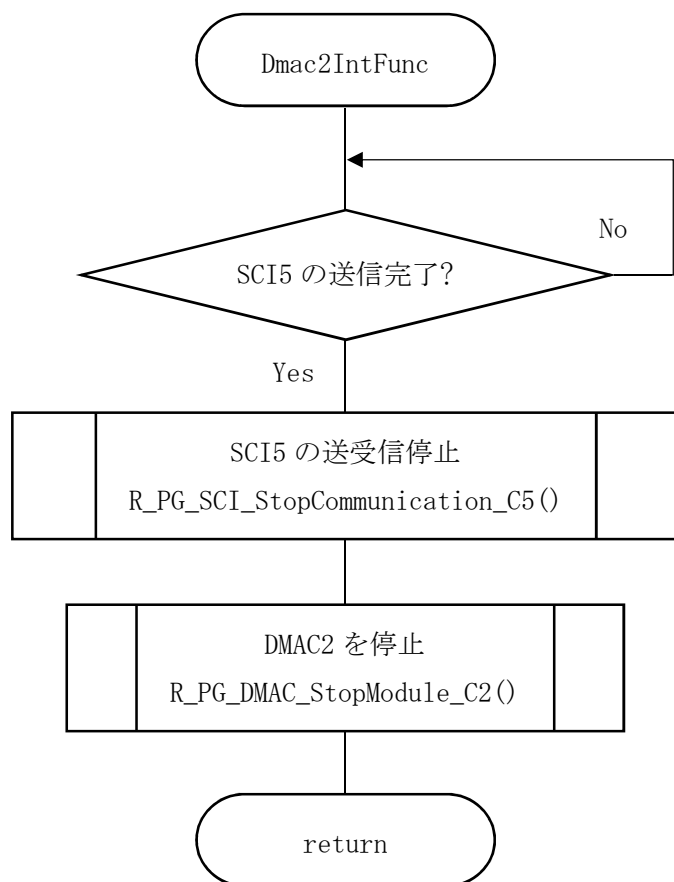 Dmac2IntFunc
No
SCI5 の送信完了?
Yes
SCI5 の送受信停止
R_PG_SCI_StopCommunication_C5()
DMAC2 を停止
R_PG_DMAC_StopModule_C2()
return